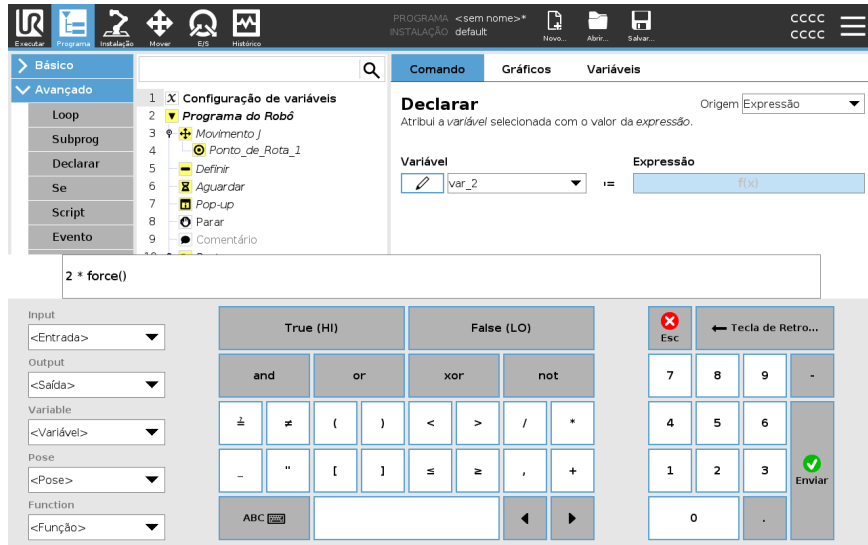 PROGRAMA <sem nome>*
INSTALAÇÃO default
Executar Programa Instalação Mover E/S Histórico
Novo... Abrir... Salvar...
CCCC
CCCC
Básico
Avançado
Loop
Subprog
Declarar
Se
Script
Evento
1 X Configuração de variáveis
2 Programa do Robô
3 Movimento J
4 Ponto_de_Rota_1
5 Definir
6 Aguardar
7 Pop-up
8 Parar
9 Comentário
Comando Gráficos Variáveis
Declarar
Origem Expressão
Atribui a variável selecionada com o valor da expressão.
Variável Expressão
var_2 := f(x)
2 * force()
Input
<Entrada>
Output
<Saída>
Variable
<Variável>
Pose
<Pose>
Function
<Função>
True (HI) False (LO)
and or xor not
≟ ≠ ( ) < > / *
_ " [ ] ≤ ≥ , +
ABC
Esc
Tecla de Retro...
7 8 9 -
4 5 6
1 2 3
Enviar
0 .